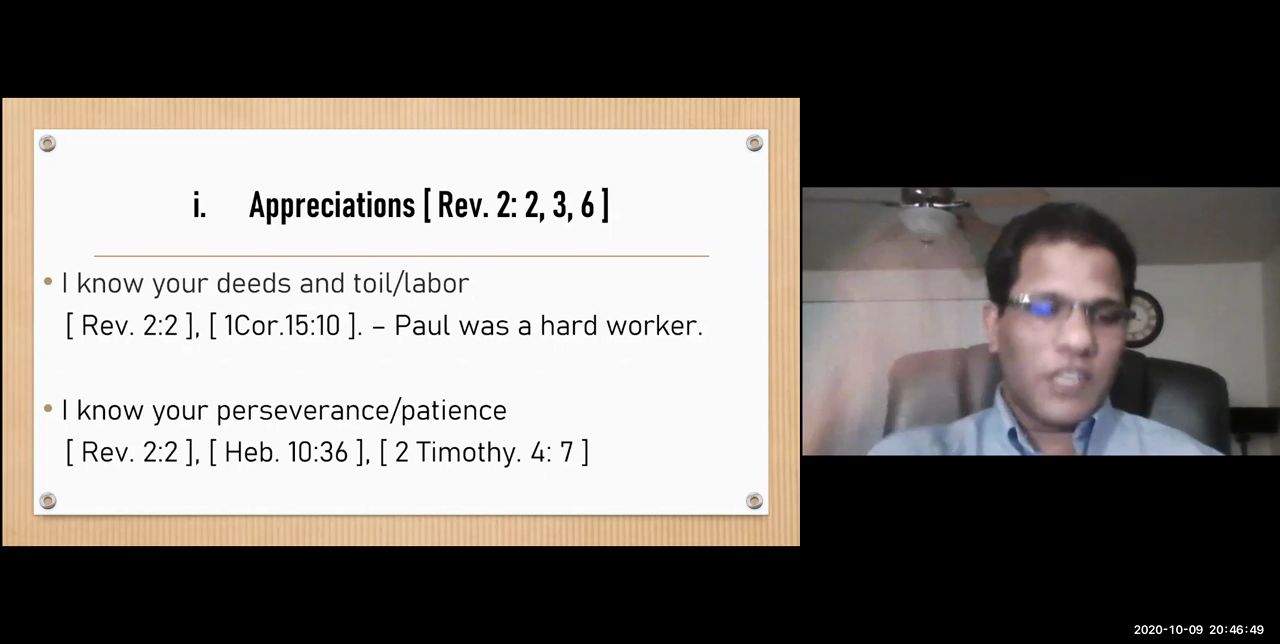 i. Appreciations [ Rev. 2: 2, 3, 6 ]
• I know your deeds and toil/labor
[ Rev. 2:2 ], [ 1Cor.15:10 ]. – Paul was a hard worker.
• I know your perseverance/patience
[ Rev. 2:2 ], [ Heb. 10:36 ], [ 2 Timothy. 4: 7 ]
2020-10-09 20:46:49